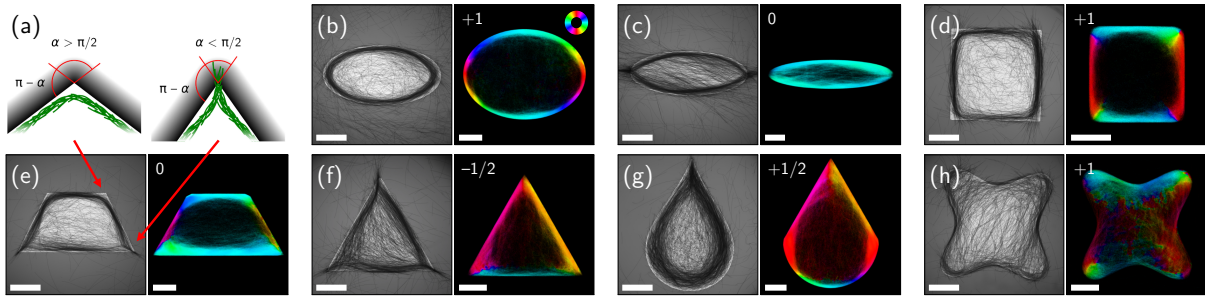 (a)
α > π/2
α < π/2
π − α
π − α
(b)
+1
(c)
0
(d)
+1
(e)
0
(f)
−1/2
(g)
+1/2
(h)
+1